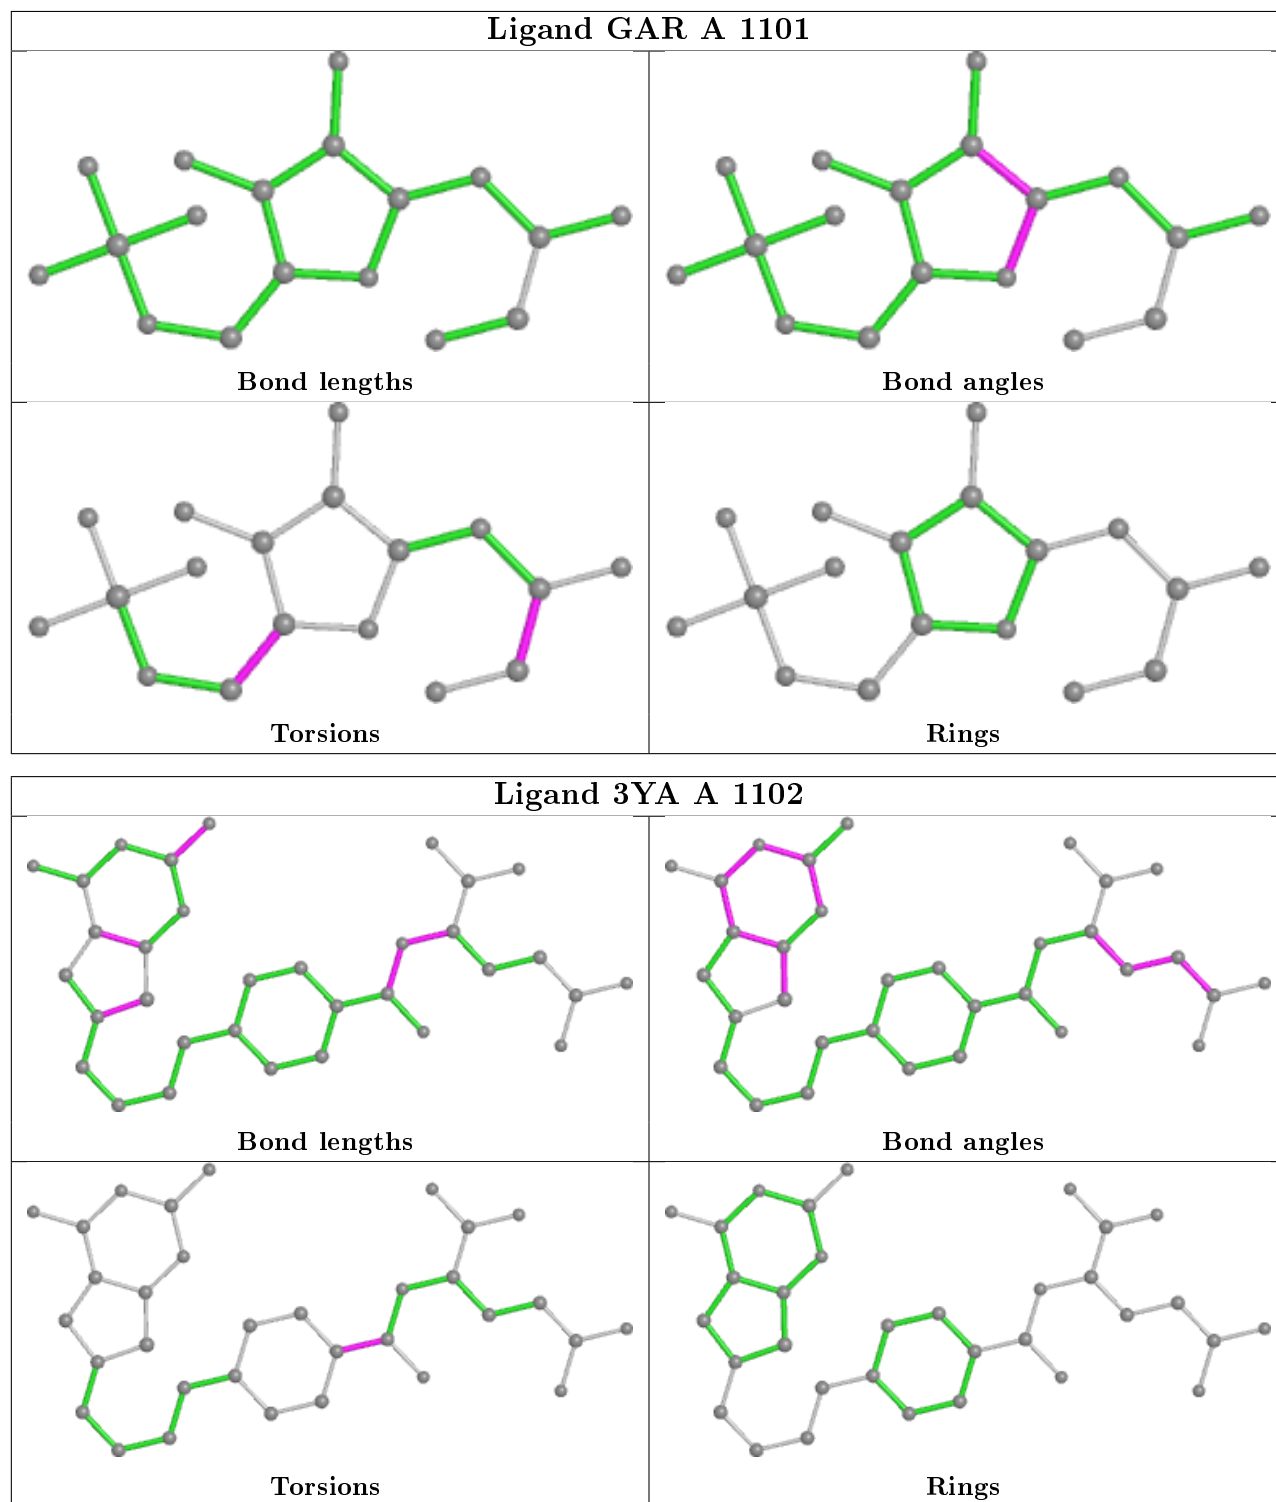 Ligand GAR A 1101
Bond lengths
Bond angles
Torsions
Rings
Ligand 3YA A 1102
Bond lengths
Bond angles
Torsions
Rings